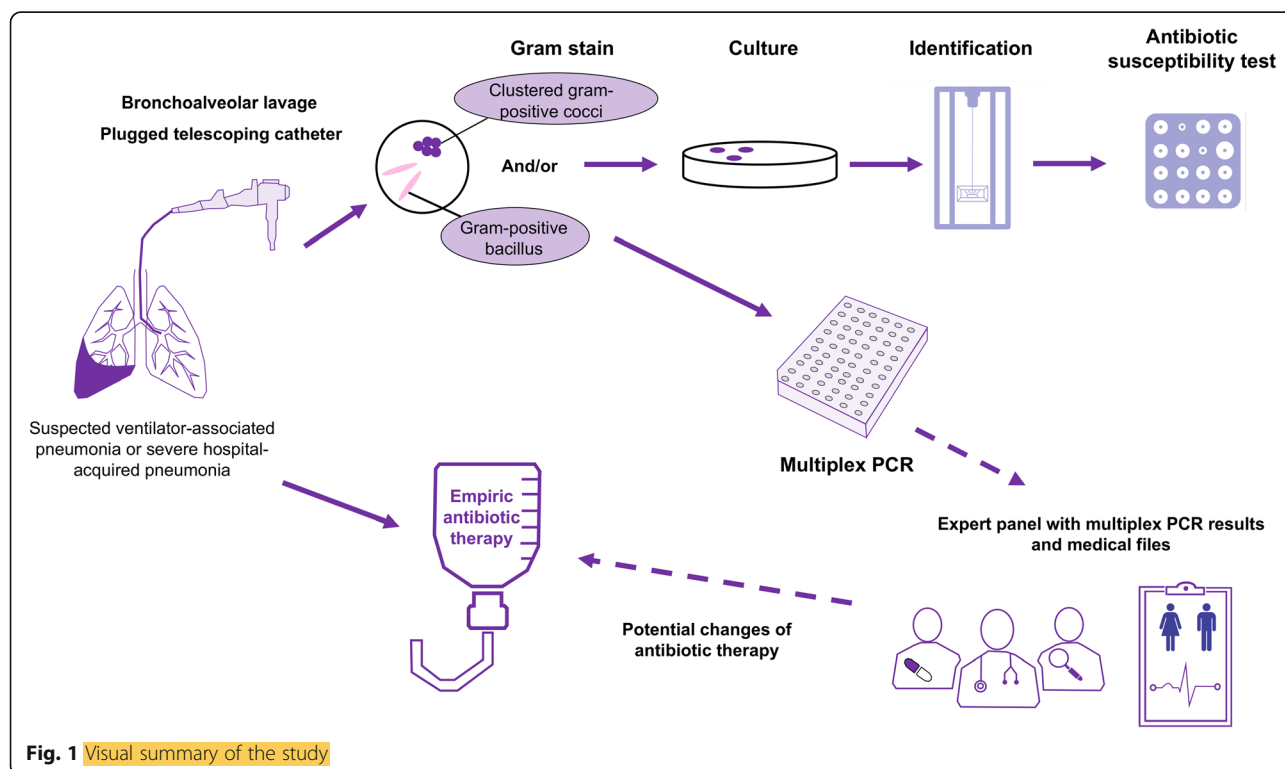 Gram stain
Culture
Identification
Antibiotic
susceptibility test
Bronchoalveolar lavage
Plugged telescoping catheter
Clustered gram-
positive cocci
And/or
Gram-positive
bacillus
Suspected ventilator-associated
pneumonia or severe hospital-
acquired pneumonia
Multiplex PCR
Empiric
antibiotic
therapy
Expert panel with multiplex PCR results
and medical files
Potential changes of
antibiotic therapy
Fig. 1 Visual summary of the study